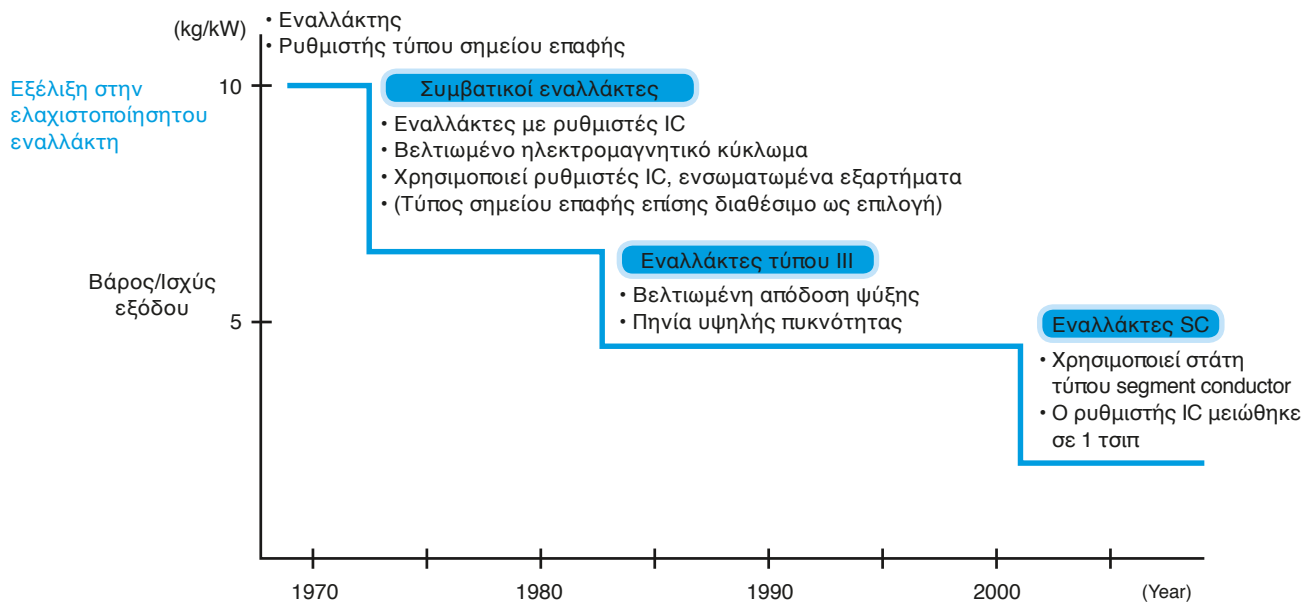 (kg/kW)
• Εναλλάκτης
• Ρυθμιστής τύπου σημείου επαφής
Εξέλιξη στην
ελαχιστοποίησητου
εναλλάκτη
10
Συμβατικοί εναλλάκτες
• Εναλλάκτες με ρυθμιστές IC
• Βελτιωμένο ηλεκτρομαγνητικό κύκλωμα
• Χρησιμοποιεί ρυθμιστές IC, ενσωματωμένα εξαρτήματα
• (Τύπος σημείου επαφής επίσης διαθέσιμο ως επιλογή)
Βάρος/Ισχύς
εξόδου
5
Εναλλάκτες τύπου III
• Βελτιωμένη απόδοση ψύξης
• Πηνία υψηλής πυκνότητας
Εναλλάκτες SC
• Χρησιμοποιεί στάτη
τύπου segment conductor
• Ο ρυθμιστής IC μειώθηκε
σε 1 τσιπ
1970 1980 1990 2000 (Year)